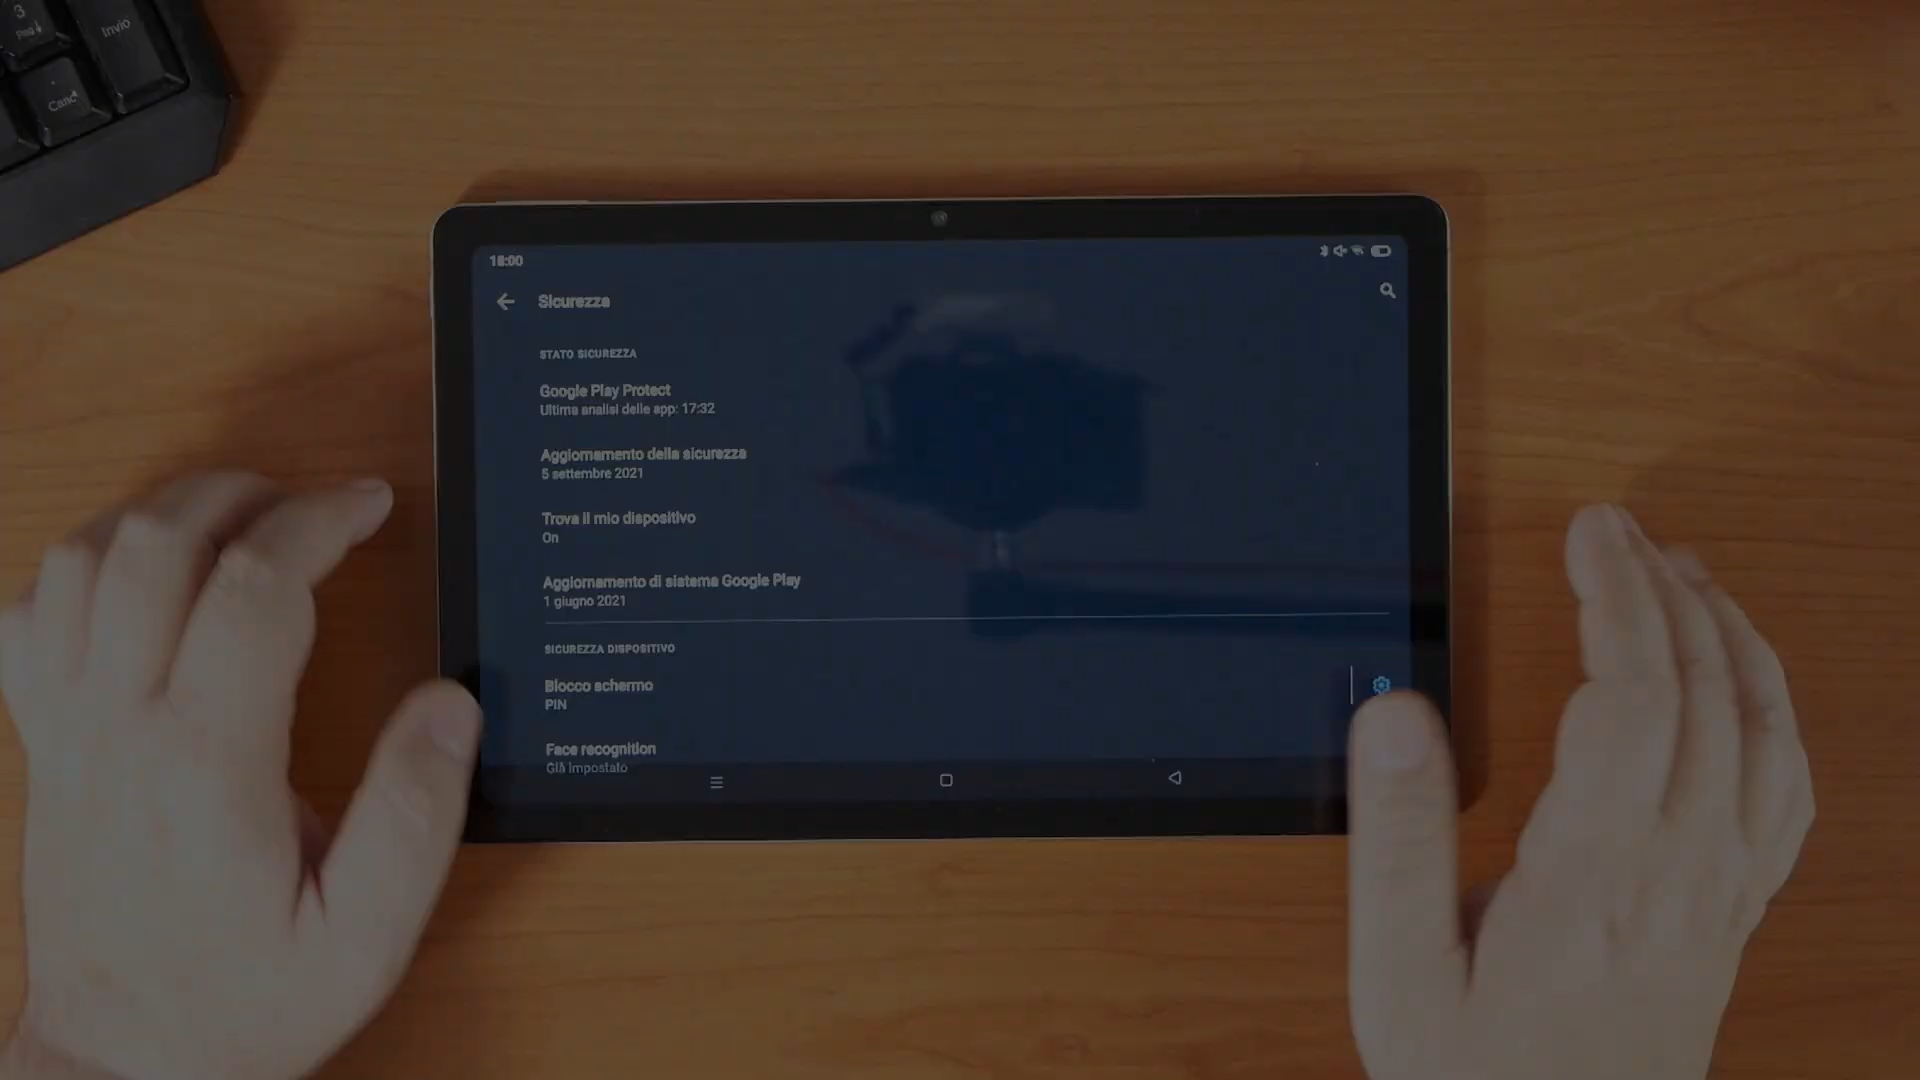 3
Pag
Invio
Canc
18:00
Sicurezza
STATO SICUREZZA
Google Play Protect
Ultima analisi delle app: 17:32
Aggiornamento della sicurezza
5 settembre 2021
Trova il mio dispositivo
On
Aggiornamento di sistema Google Play
1 giugno 2021
SICUREZZA DISPOSITIVO
Blocco schermo
PIN
Face recognition
Già impostato